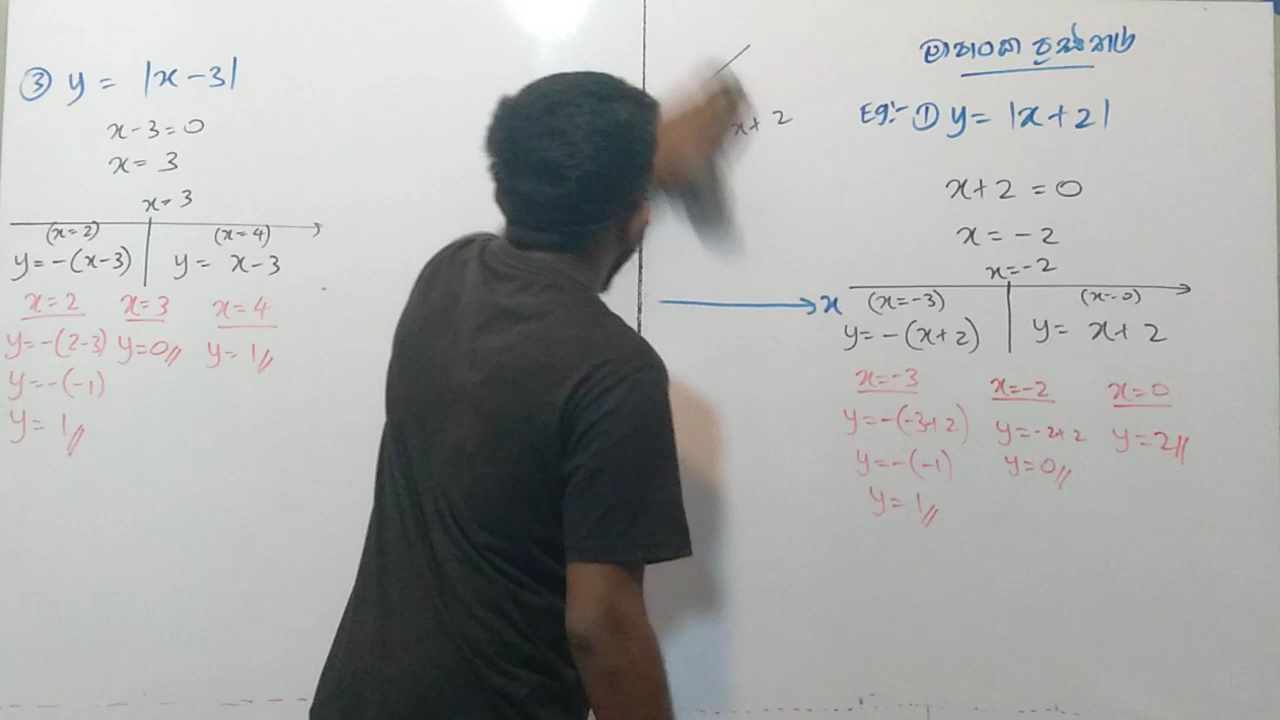 ③ y = |x-3|
x-3=0
x= 3
x=3
(x=2) (x=4)
y=-(x-3) y= x-3
x=2 x=3 x=4
y=-(2-3) y=0// y= 1//
y=-(-1)
y= 1//
x+ 2
x
මාපාංක ප්‍රස්තාර
Eg:- ① y= |x+2|
x+2 =0
x= -2
x=-2
(x=-3) (x=0)
y=-(x+2) y= x+ 2
x=-3 x=-2 x=0
y=-(-3+2) y=-2+2 y=2//
y=-(-1) y=0//
y= 1//